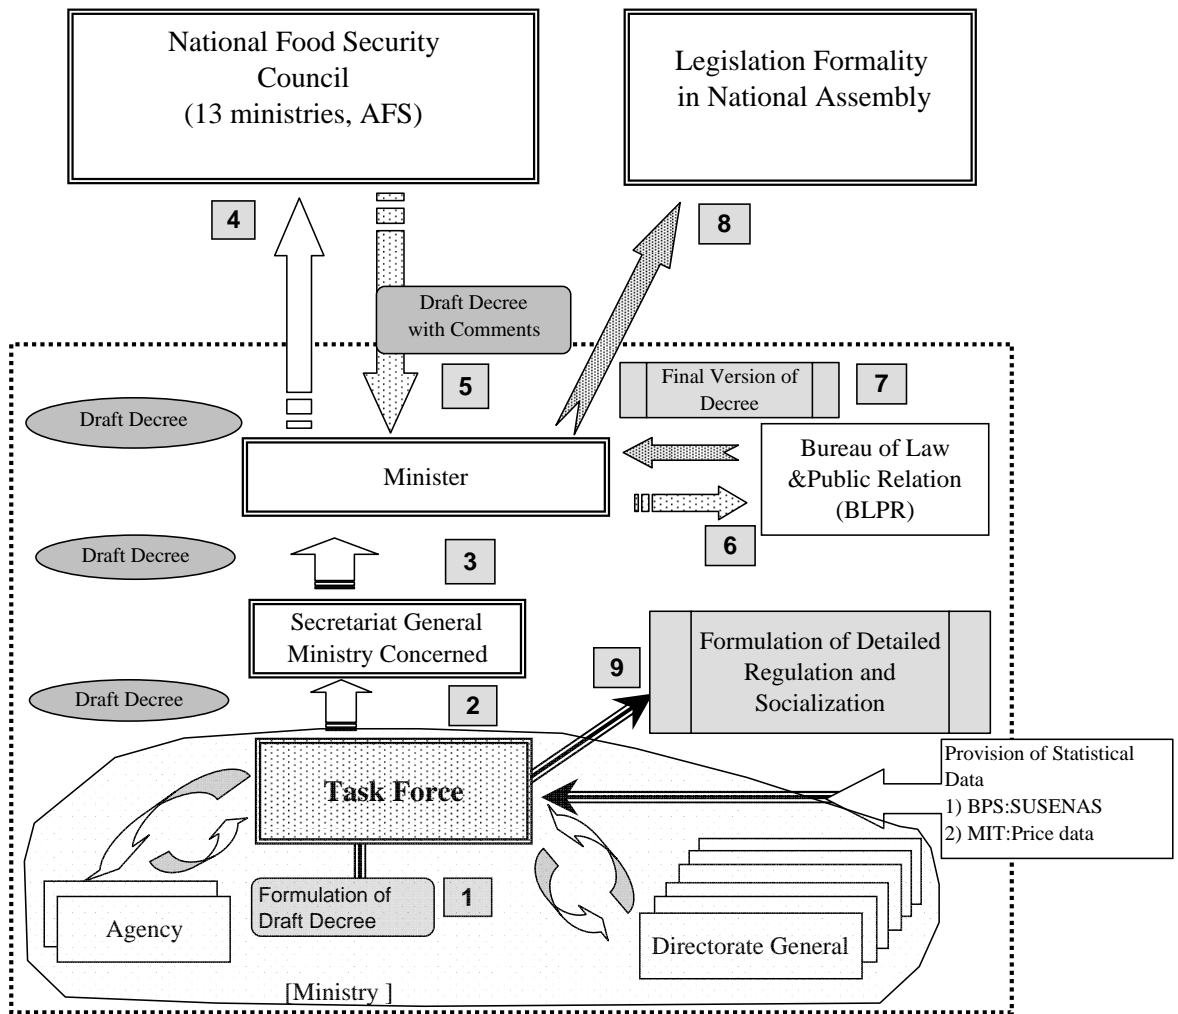 National Food Security
Council
(13 ministries, AFS)
Legislation Formality
in National Assembly
4
8
Draft Decree
with Comments
5
Final Version of
Decree
7
Draft Decree
Minister
Bureau of Law
&Public Relation
(BLPR)
6
Draft Decree
3
Secretariat General
Ministry Concerned
9
Formulation of Detailed
Regulation and
Socialization
Draft Decree
2
Task Force
Provision of Statistical
Data
1) BPS:SUSENAS
2) MIT:Price data
Formulation of
Draft Decree
1
Agency
Directorate General
[Ministry ]